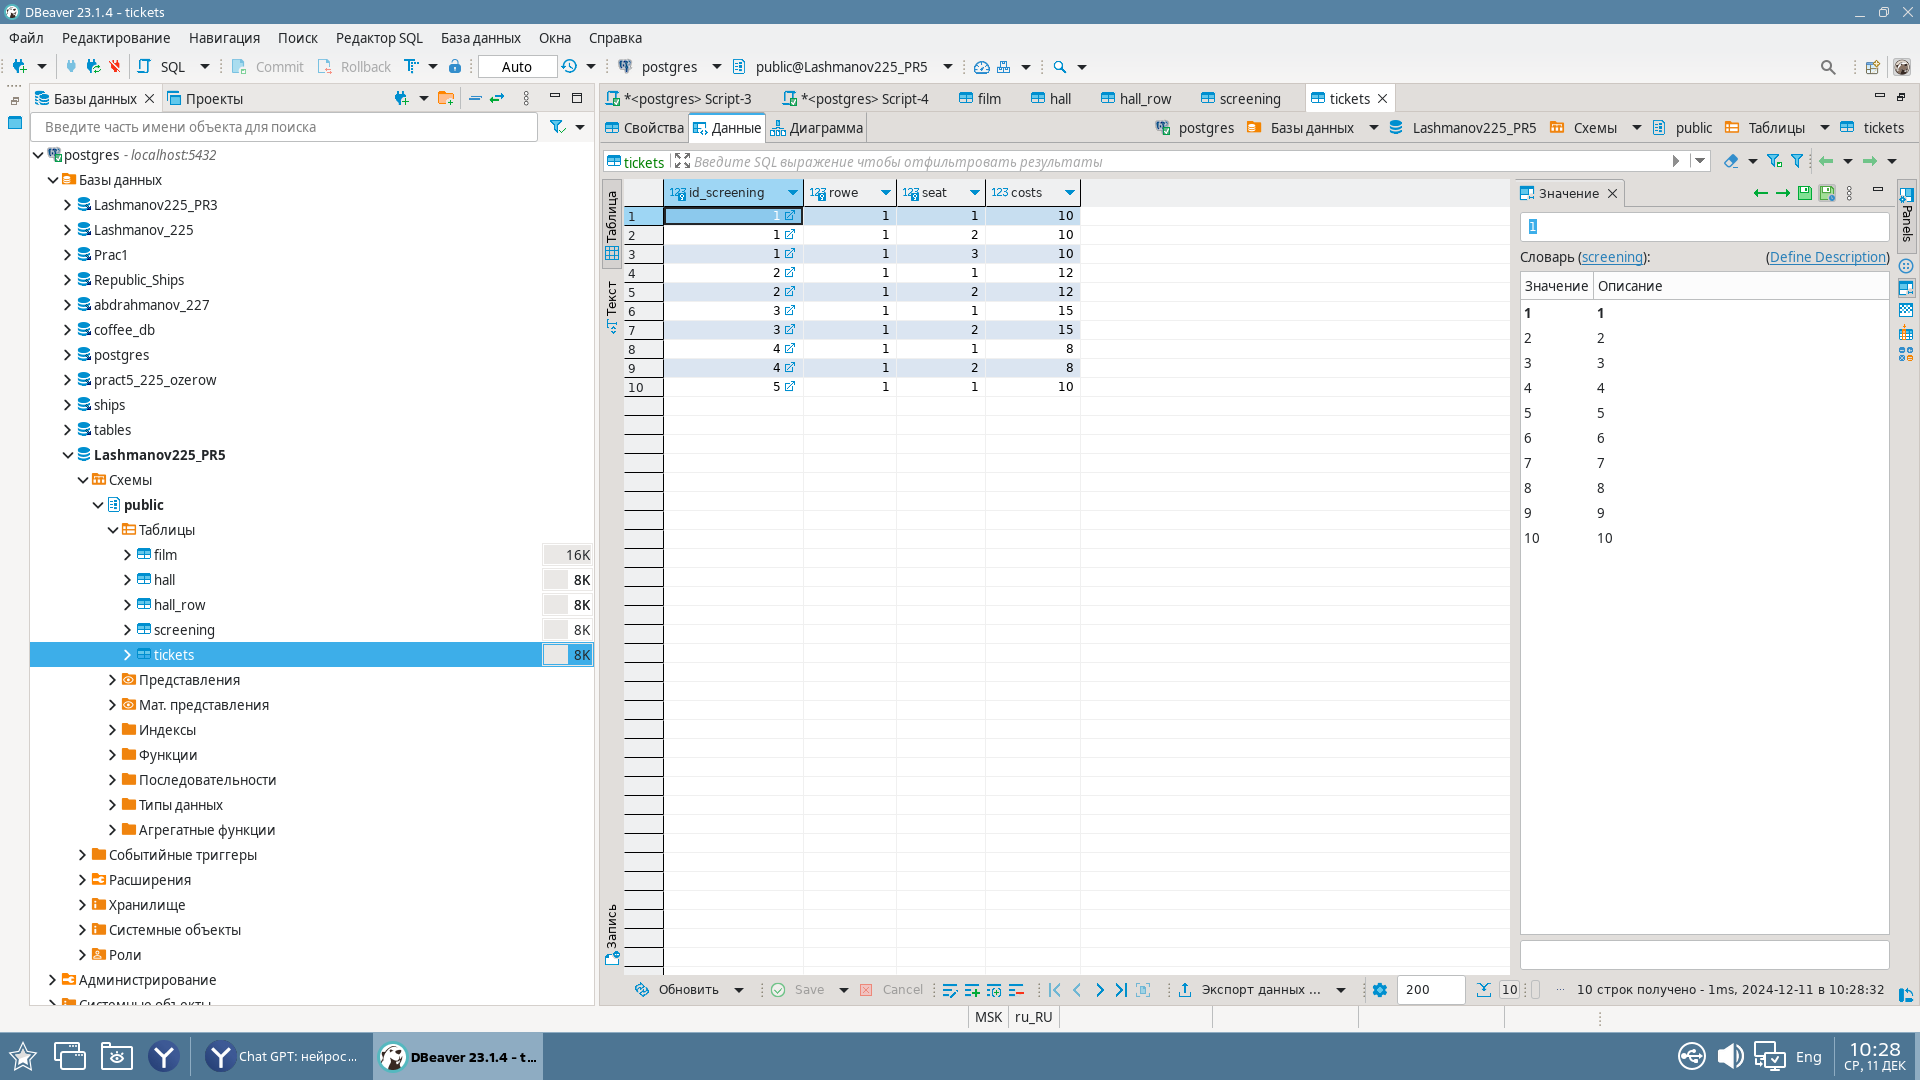 DBeaver 23.1.4 - tickets
Файл Редактирование Навигация Поиск Редактор SQL База данных Окна Справка
SQL Commit Rollback Auto postgres public@Lashmanov225_PR5
Базы данных Проекты
Введите часть имени объекта для поиска
postgres - localhost:5432
Базы данных
Lashmanov225_PR3
Lashmanov_225
Prac1
Republic_Ships
abdrahmanov_227
coffee_db
postgres
pract5_225_ozerow
ships
tables
Lashmanov225_PR5
Схемы
public
Таблицы
film 16K
hall 8K
hall_row 8K
screening 8K
tickets 8K
Представления
Мат. представления
Индексы
Функции
Последовательности
Типы данных
Агрегатные функции
Событийные триггеры
Расширения
Хранилище
Системные объекты
Роли
Администрирование
Системные объекты
*<postgres> Script-3 *<postgres> Script-4 film hall hall_row screening tickets
Свойства Данные Диаграмма postgres Базы данных Lashmanov225_PR5 Схемы public Таблицы tickets
tickets Введите SQL выражение чтобы отфильтровать результаты
Таблица
Текст
Запись
123 id_screening 123 rowe 123 seat 123 costs
1 1 1 1 10
2 1 1 2 10
3 1 1 3 10
4 2 1 1 12
5 2 1 2 12
6 3 1 1 15
7 3 1 2 15
8 4 1 1 8
9 4 1 2 8
10 5 1 1 10
Значение
1
Словарь (screening): (Define Description)
Значение Описание
1 1
2 2
3 3
4 4
5 5
6 6
7 7
8 8
9 9
10 10
Panels
Обновить Save Cancel Экспорт данных ... 200 10 10 строк получено - 1ms, 2024-12-11 в 10:28:32
MSK ru_RU
Chat GPT: нейрос... DBeaver 23.1.4 - t... Eng 10:28
СР, 11 ДЕК